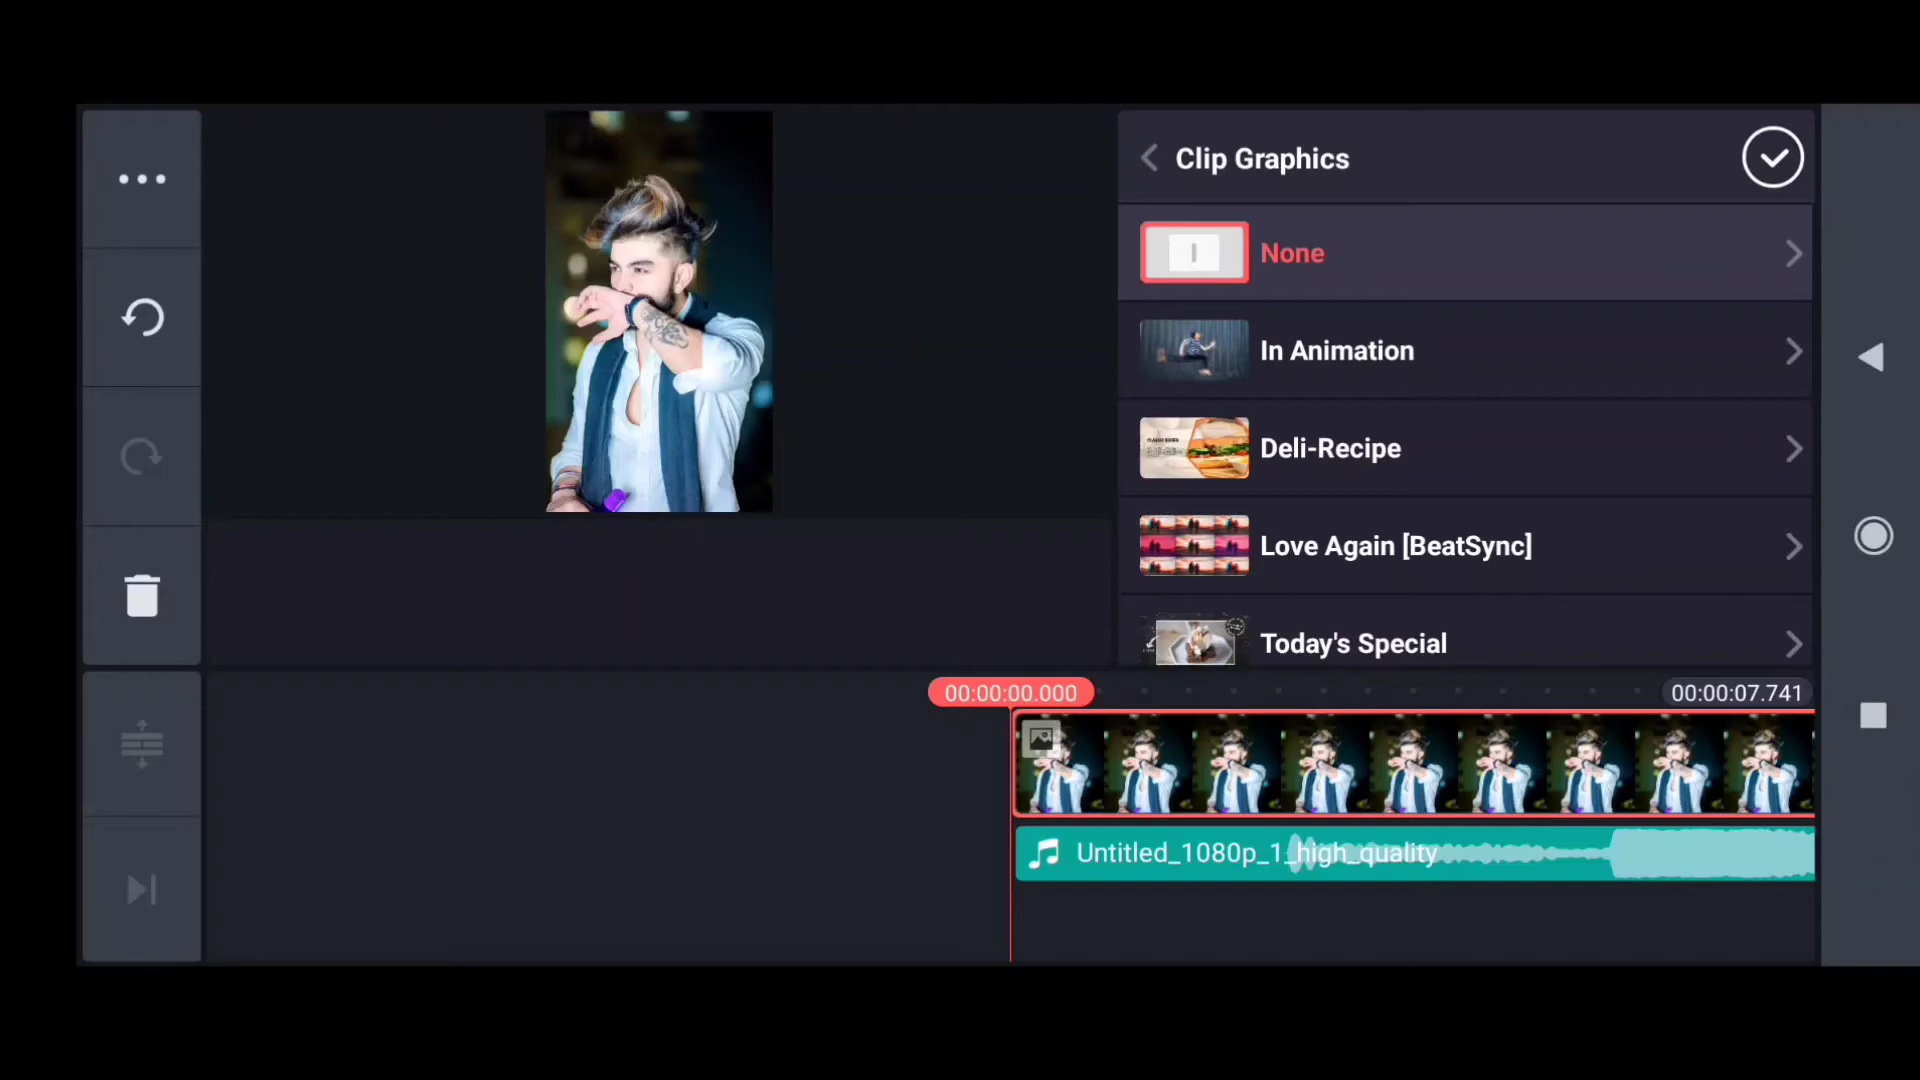 Clip Graphics
None
In Animation
Deli-Recipe
Love Again [BeatSync]
Today's Special
00:00:00.000
00:00:07.741
Untitled_1080p_1_high_quality